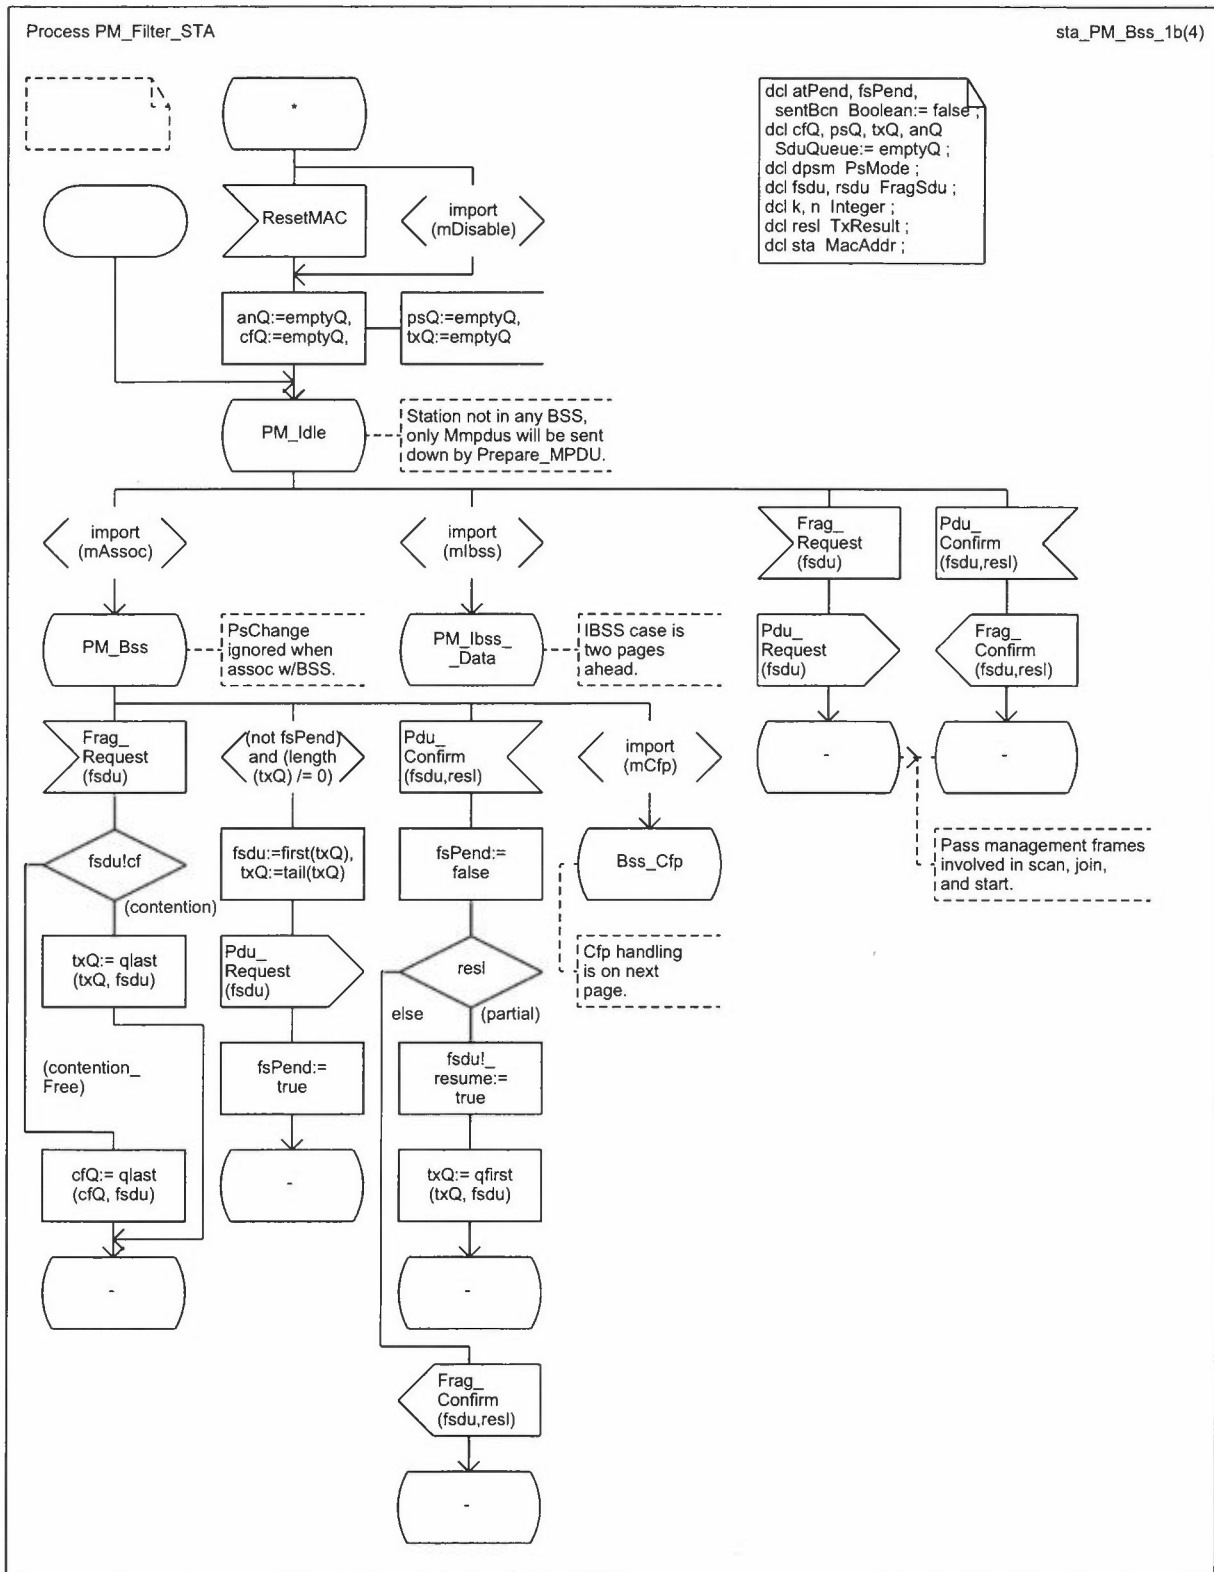 Process PM_Filter_STA
sta_PM_Bss_1b(4)
*
dcl atPend, fsPend,
sentBcn Boolean:= false ;
dcl cfQ, psQ, txQ, anQ
SduQueue:= emptyQ ;
dcl dpsm PsMode ;
dcl fsdu, rsdu FragSdu ;
dcl k, n Integer ;
dcl resl TxResult ;
dcl sta MacAddr ;
ResetMAC
import
(mDisable)
anQ:=emptyQ,
cfQ:=emptyQ,
psQ:=emptyQ,
txQ:=emptyQ
PM_Idle
Station not in any BSS,
only Mmpdus will be sent
down by Prepare_MPDU.
import
(mAssoc)
import
(mIbss)
Frag_
Request
(fsdu)
Pdu_
Confirm
(fsdu,resl)
PM_Bss
PsChange
ignored when
assoc w/BSS.
PM_Ibss_
_Data
IBSS case is
two pages
ahead.
Pdu_
Request
(fsdu)
Frag_
Confirm
(fsdu,resl)
Frag_
Request
(fsdu)
(not fsPend)
and (length
(txQ) /= 0)
Pdu_
Confirm
(fsdu,resl)
import
(mCfp)
-
-
fsdu!cf
(contention)
fsdu:=first(txQ),
txQ:=tail(txQ)
fsPend:=
false
Bss_Cfp
Pass management frames
involved in scan, join,
and start.
txQ:= qlast
(txQ, fsdu)
Pdu_
Request
(fsdu)
resl
else
(partial)
Cfp handling
is on next
page.
(contention_
Free)
fsPend:=
true
fsdu!_
resume:=
true
cfQ:= qlast
(cfQ, fsdu)
-
txQ:= qfirst
(txQ, fsdu)
-
-
Frag_
Confirm
(fsdu,resl)
-